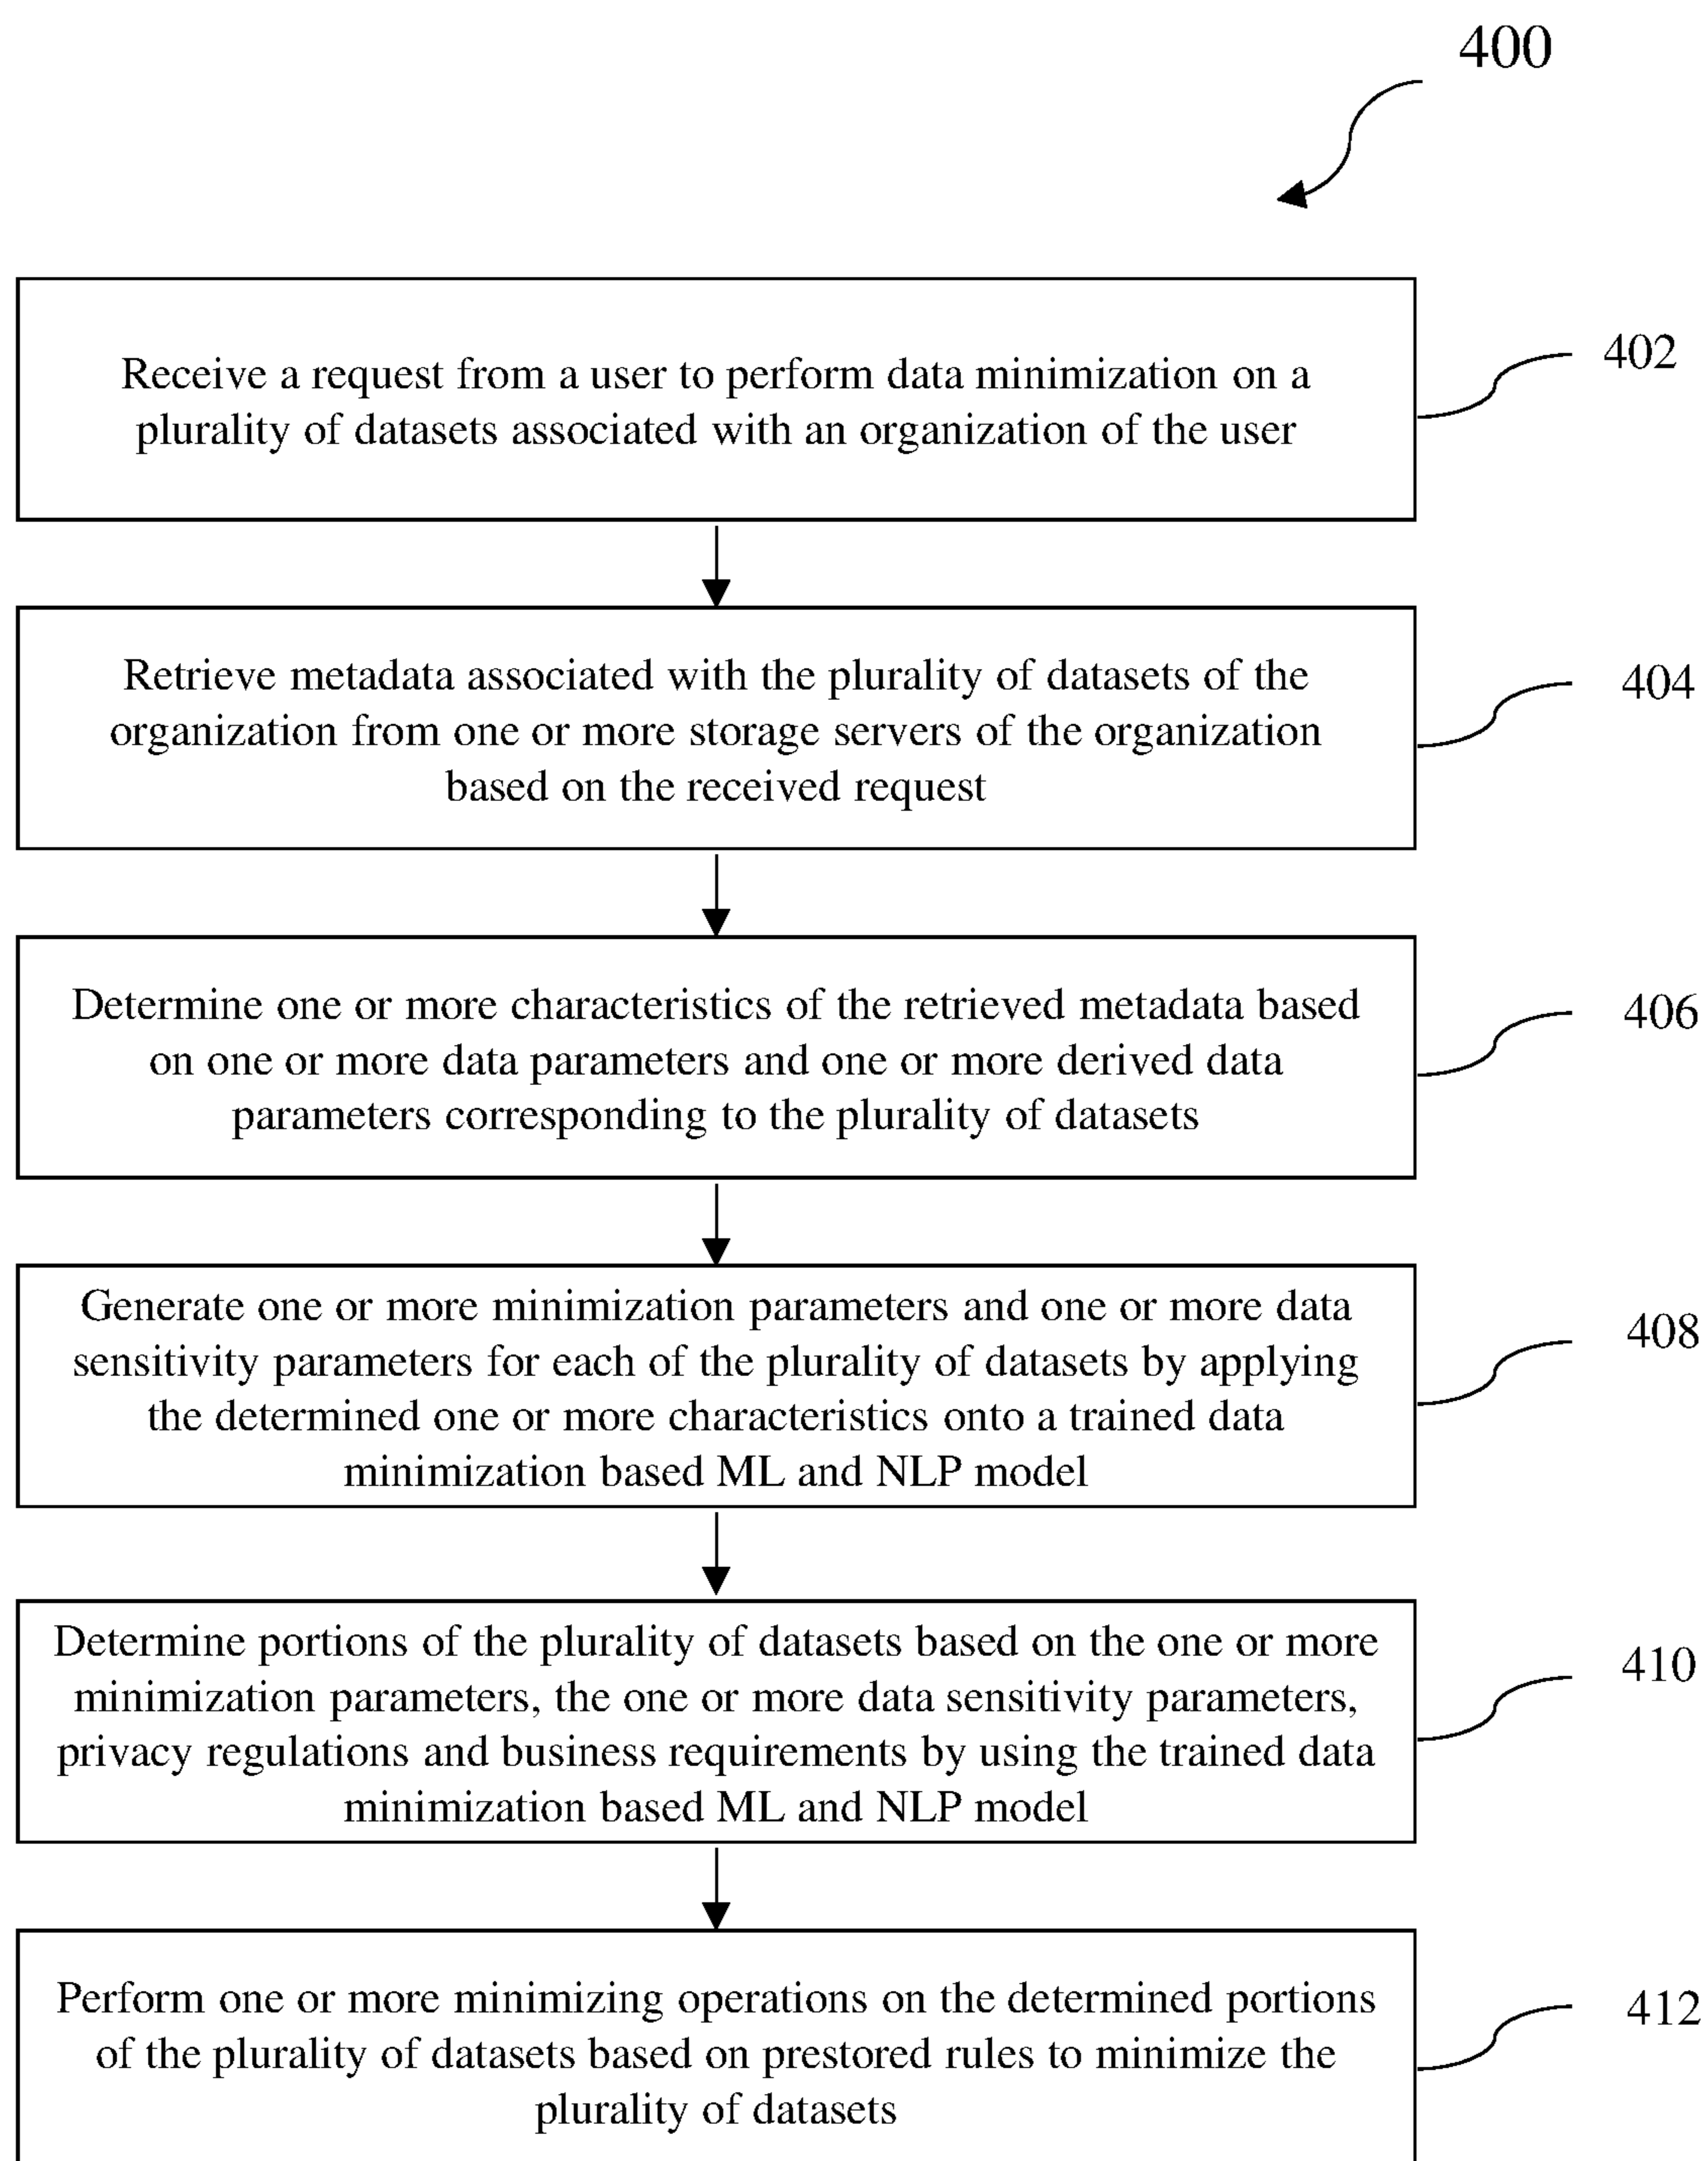 400
Receive a request from a user to perform data minimization on a
plurality of datasets associated with an organization of the user
402
Retrieve metadata associated with the plurality of datasets of the
organization from one or more storage servers of the organization
based on the received request
404
Determine one or more characteristics of the retrieved metadata based
on one or more data parameters and one or more derived data
parameters corresponding to the plurality of datasets
406
Generate one or more minimization parameters and one or more data
sensitivity parameters for each of the plurality of datasets by applying
the determined one or more characteristics onto a trained data
minimization based ML and NLP model
408
Determine portions of the plurality of datasets based on the one or more
minimization parameters, the one or more data sensitivity parameters,
privacy regulations and business requirements by using the trained data
minimization based ML and NLP model
410
Perform one or more minimizing operations on the determined portions
of the plurality of datasets based on prestored rules to minimize the
plurality of datasets
412